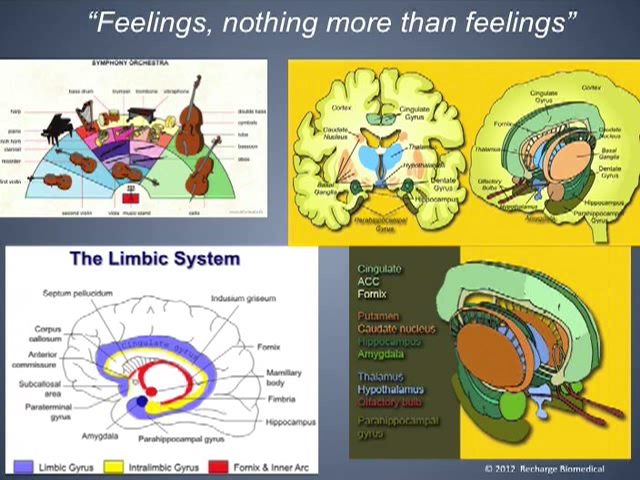 “Feelings, nothing more than feelings”
SYMPHONY ORCHESTRA
bass drum
trumpet
trombone
vibraphone
harp
double bass
cymbals
piano
tuba
french horn
bassoon
clarinet
oboe
recorder
first violin
second violin
viola
music stand
cello
Cortex
Cingulate
Gyrus
Caudate
Nucleus
Thalamus
Hypothalamus
Basal
Ganglia
Dentate
Gyrus
Hippocampus
Parahippocampal
Gyrus
Cingulate
Gyrus
Cortex
Fornix
Caudate
Nucleus
Thalamus
Basal
Ganglia
Dentate
Gyrus
Olfactory
Bulb
Hypothalamus
Amygdala
Hippocampus
Parahippocampal
Gyrus
The Limbic System
Septum pellucidum
Indusium griseum
Corpus
callosum
Cingulate gyrus
Fornix
Anterior
commissure
Mamillary
body
Subcallosal
area
Fimbria
Paraterminal
gyrus
Hippocampus
Amygdala
Parahippocampal gyrus
Limbic Gyrus
Intralimbic Gyrus
Fornix & Inner Arc
Cingulate
ACC
Fornix
Putamen
Caudate nucleus
Hippocampus
Amygdala
Thalamus
Hypothalamus
Olfactory bulb
Parahippocampal
gyrus
© 2012 Recharge Biomedical